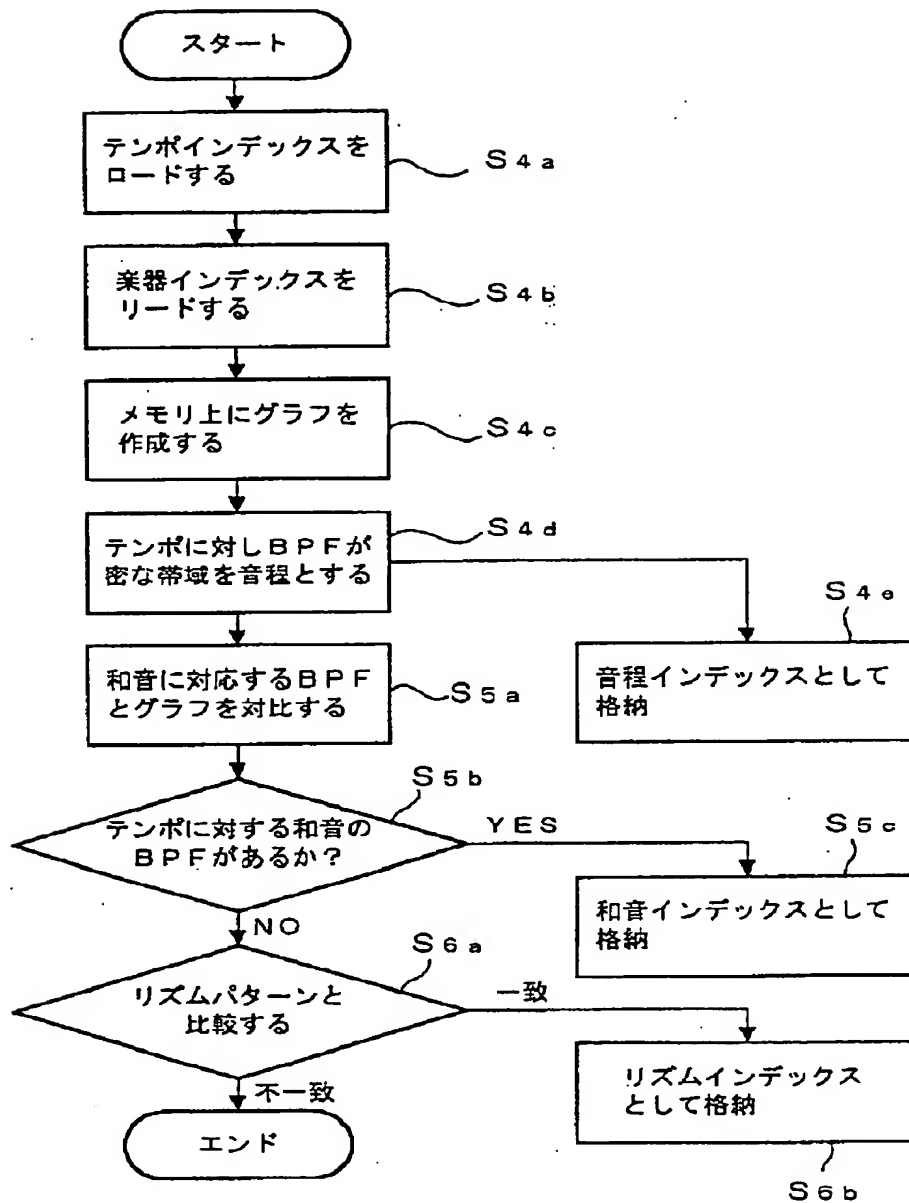 スタート
テンポインデックスを
ロードする
S4a
楽器インデックスを
リードする
S4b
メモリ上にグラフを
作成する
S4c
テンポに対しBPFが
密な帯域を音程とする
S4d
音程インデックスとして
格納
S4e
和音に対応するBPF
とグラフを対比する
S5a
テンポに対する和音の
BPFがあるか?
S5b
YES
和音インデックスとして
格納
S5c
NO
リズムパターンと
比較する
S6a
一致
リズムインデックス
として格納
S6b
不一致
エンド